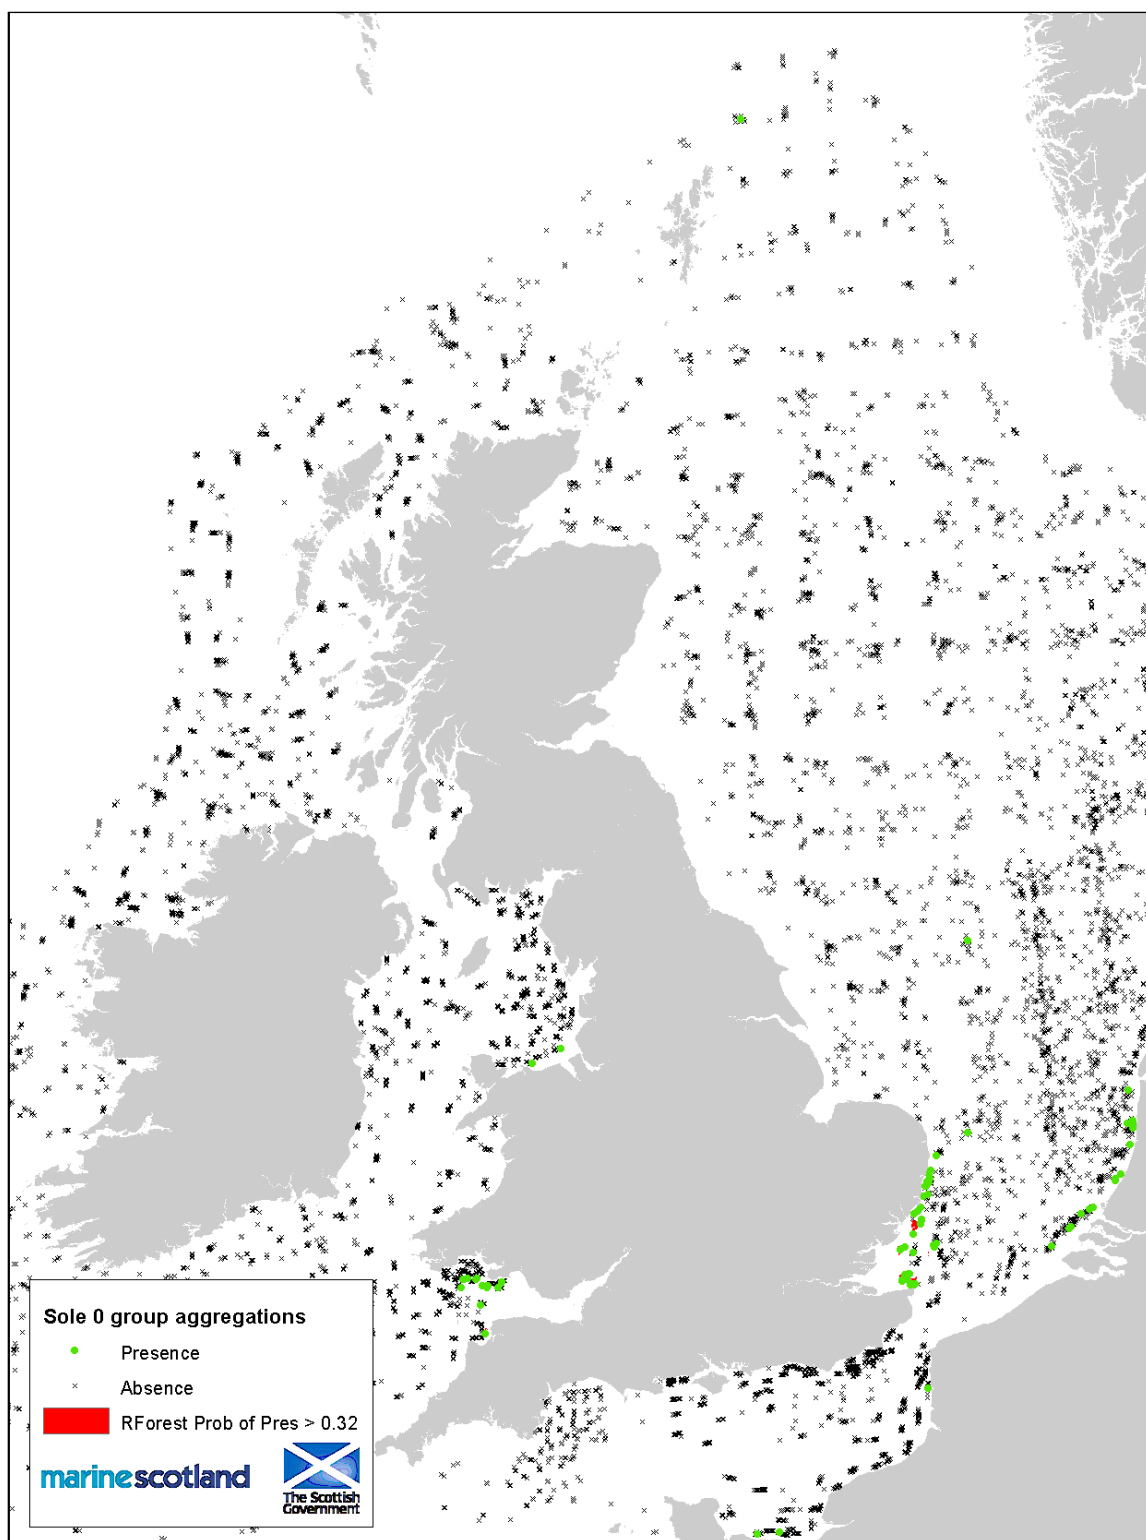 Sole 0 group aggregations
Presence
Absence
RForest Prob of Pres > 0.32
marinescotland
The Scottish
Government